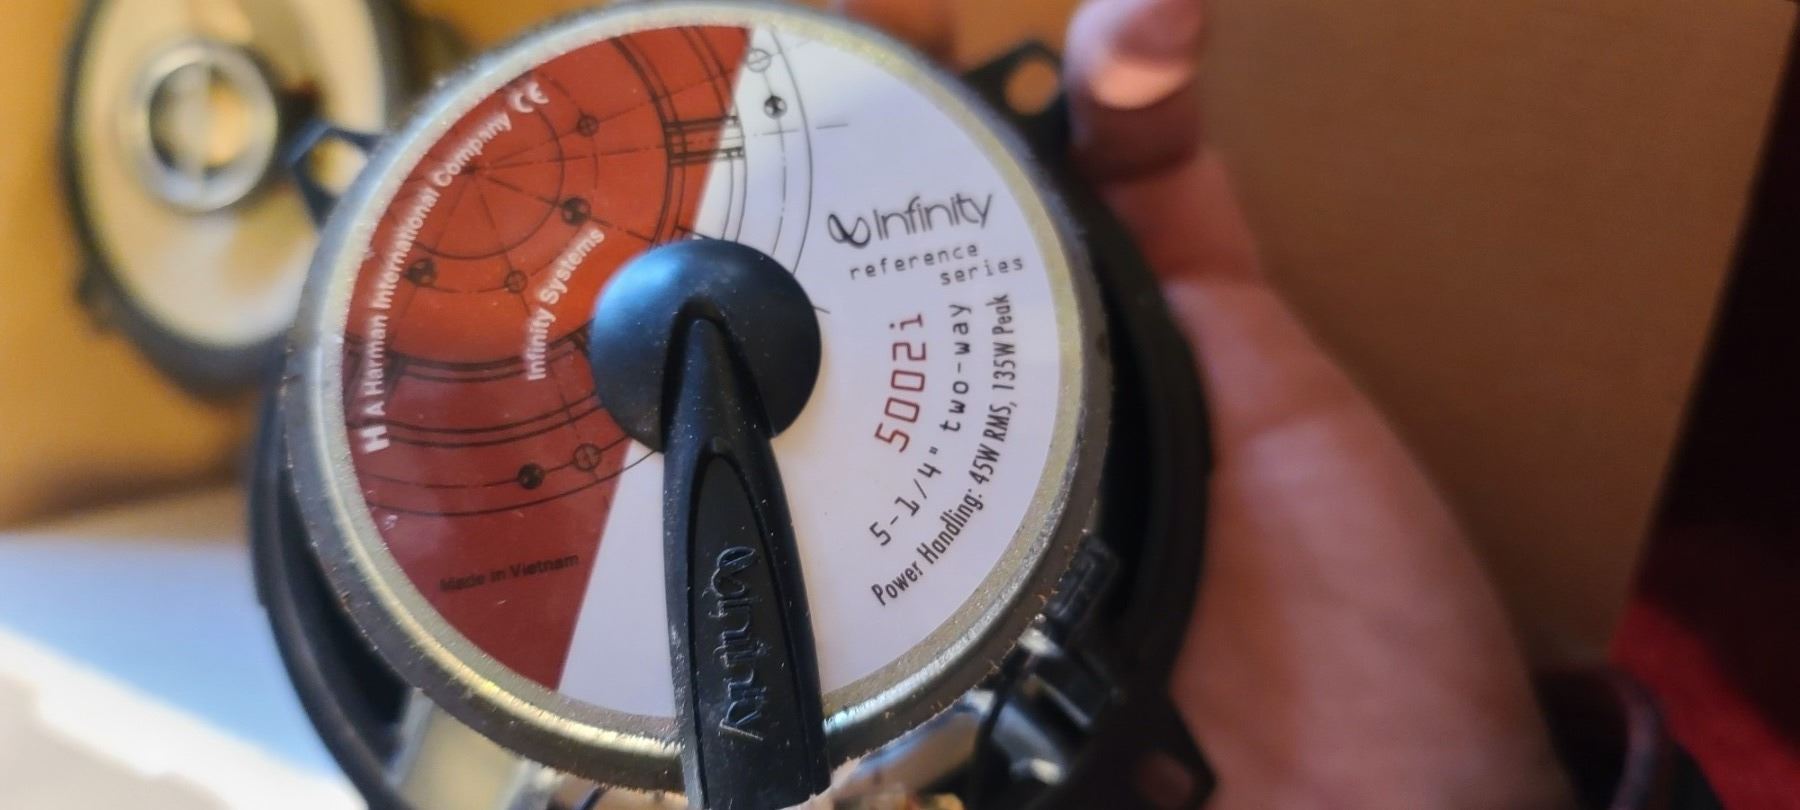 H A Harman International Company CE
Infinity Systems
Made in Vietnam
Infinity
reference
series
5002i
5-1/4" two-way
Power Handling: 45W RMS, 135W Peak
Infinity